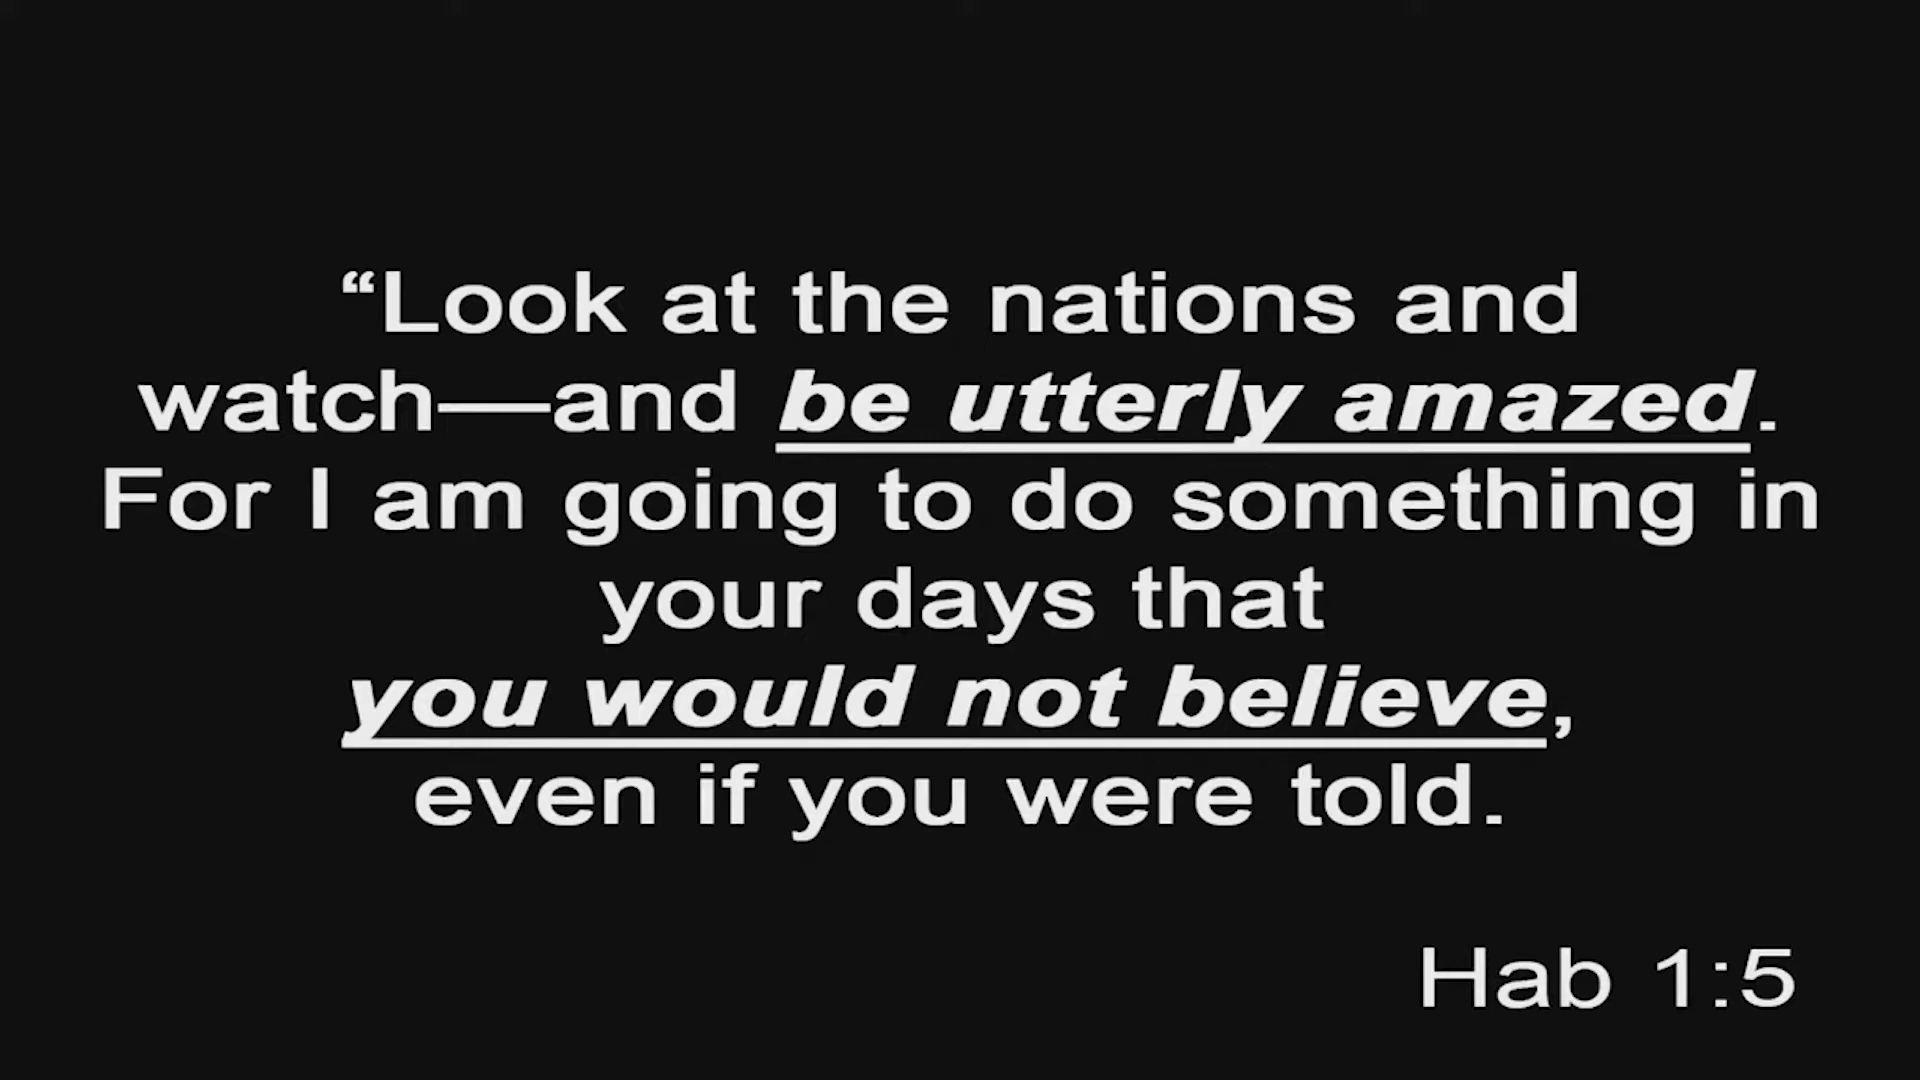 “Look at the nations and
watch—and be utterly amazed.
For I am going to do something in
your days that
you would not believe,
even if you were told.
Hab 1:5